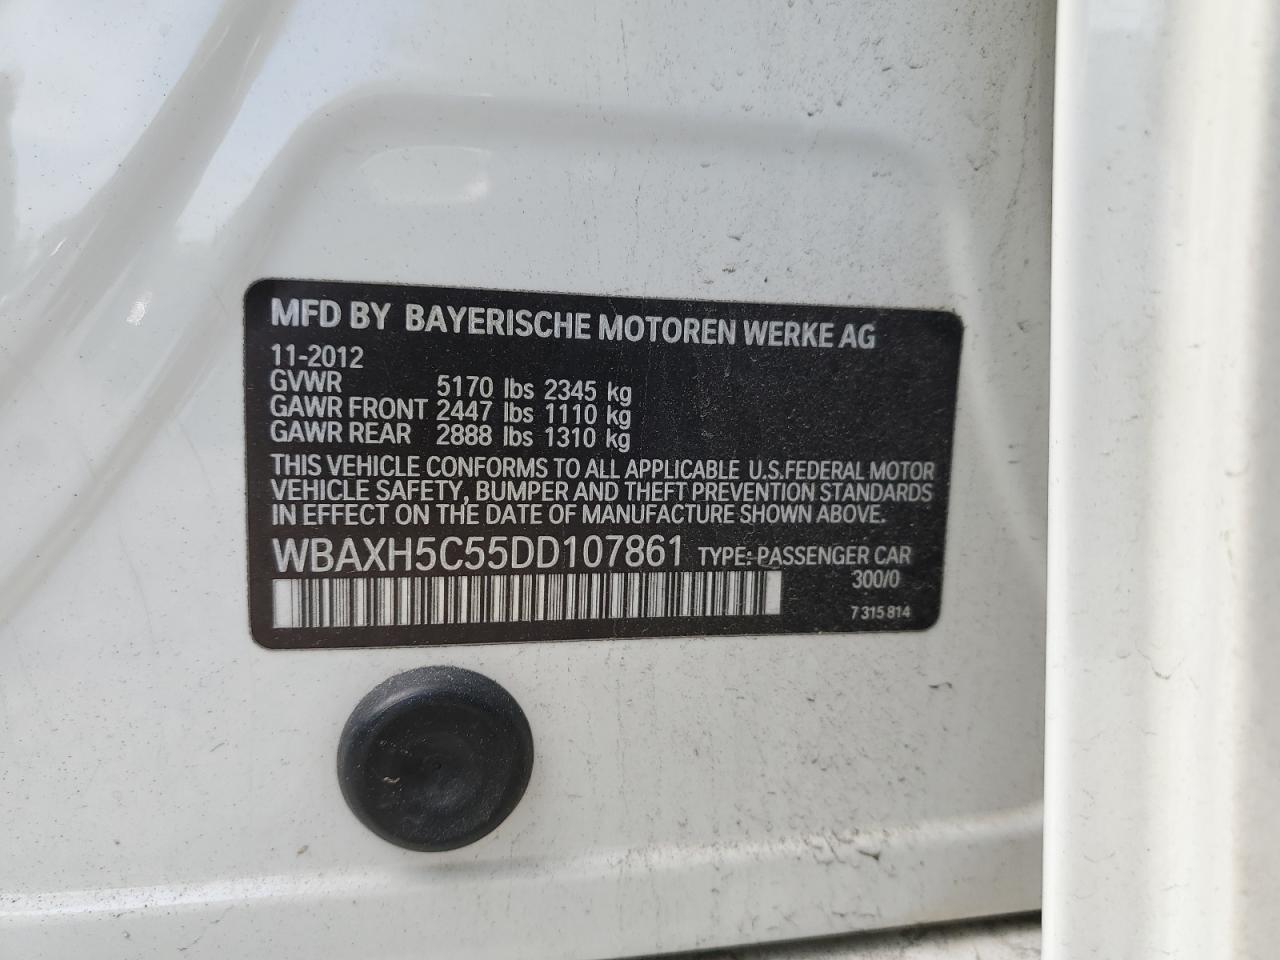 MFD BY BAYERISCHE MOTOREN WERKE AG
11-2012
GVWR 5170 lbs 2345 kg
GAWR FRONT 2447 lbs 1110 kg
GAWR REAR 2888 lbs 1310 kg
THIS VEHICLE CONFORMS TO ALL APPLICABLE U.S.FEDERAL MOTOR
VEHICLE SAFETY, BUMPER AND THEFT PREVENTION STANDARDS
IN EFFECT ON THE DATE OF MANUFACTURE SHOWN ABOVE.
WBAXH5C55DD107861 TYPE: PASSENGER CAR
300/0
7 315 814